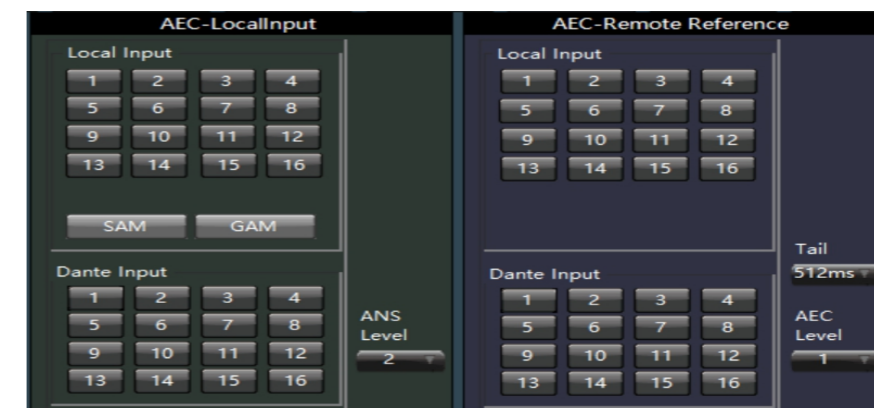 AEC-LocalInput
Local Input
1 2 3 4
5 6 7 8
9 10 11 12
13 14 15 16
SAM GAM
Dante Input
1 2 3 4
5 6 7 8
9 10 11 12
13 14 15 16
ANS
Level
2
AEC-Remote Reference
Local Input
1 2 3 4
5 6 7 8
9 10 11 12
13 14 15 16
Dante Input
1 2 3 4
5 6 7 8
9 10 11 12
13 14 15 16
Tail
512ms
AEC
Level
1